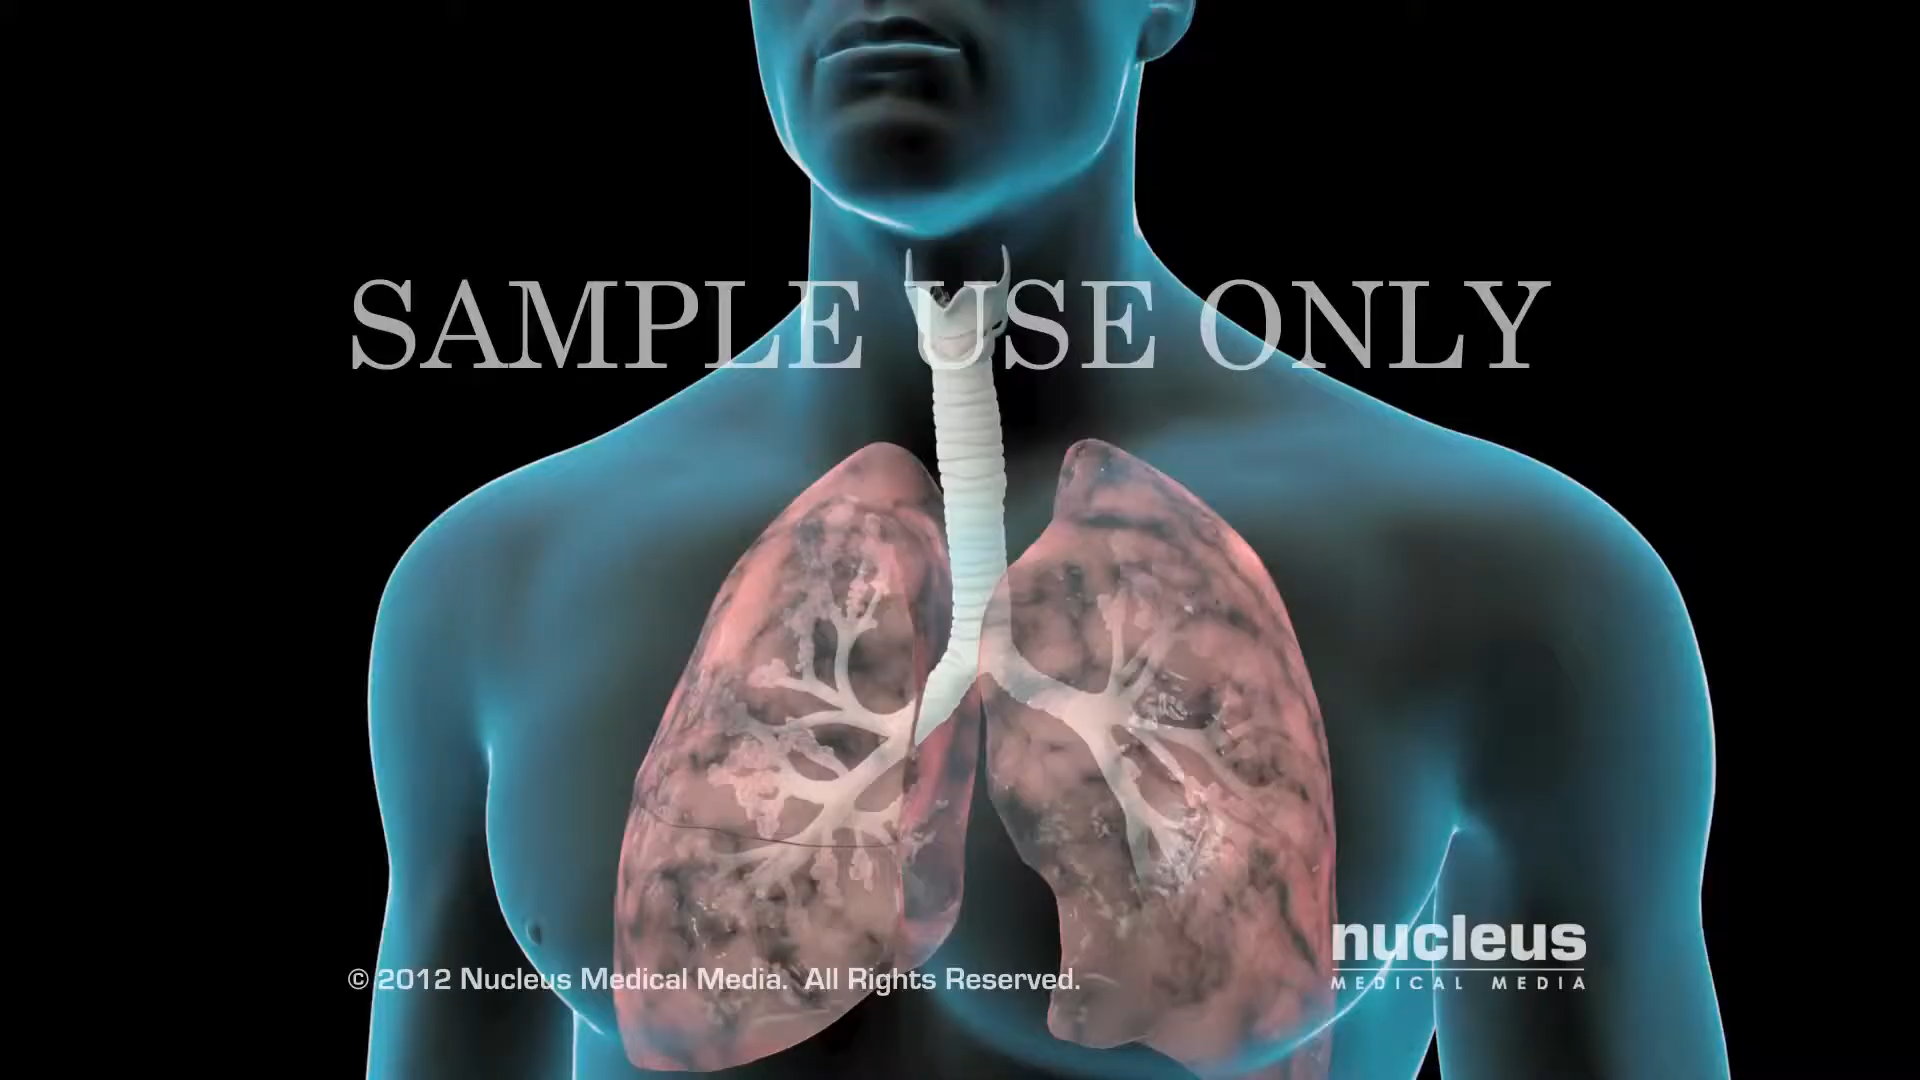 SAMPLE USE ONLY
nucleus
MEDICAL MEDIA
© 2012 Nucleus Medical Media. All Rights Reserved.